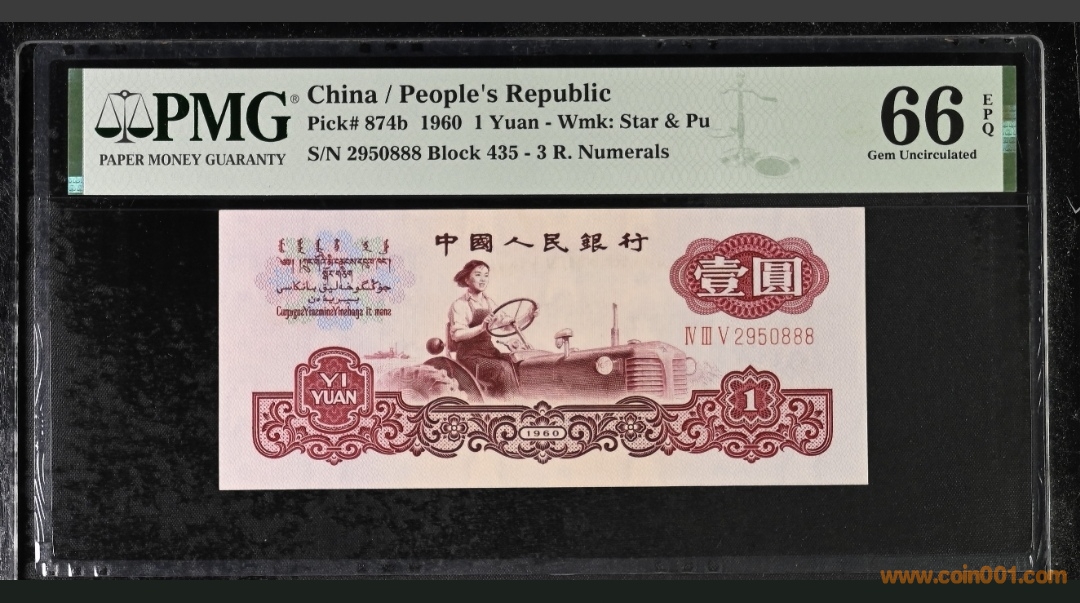 PMG®
PAPER MONEY GUARANTY
China / People's Republic
Pick# 874b 1960 1 Yuan - Wmk: Star & Pu
S/N 2950888 Block 435 - 3 R. Numerals
66
EPQ
Gem Uncirculated
中國人民銀行
壹圓
Ⅳ Ⅲ Ⅴ 2950888
YI
YUAN
1
1960
www.coin001.com